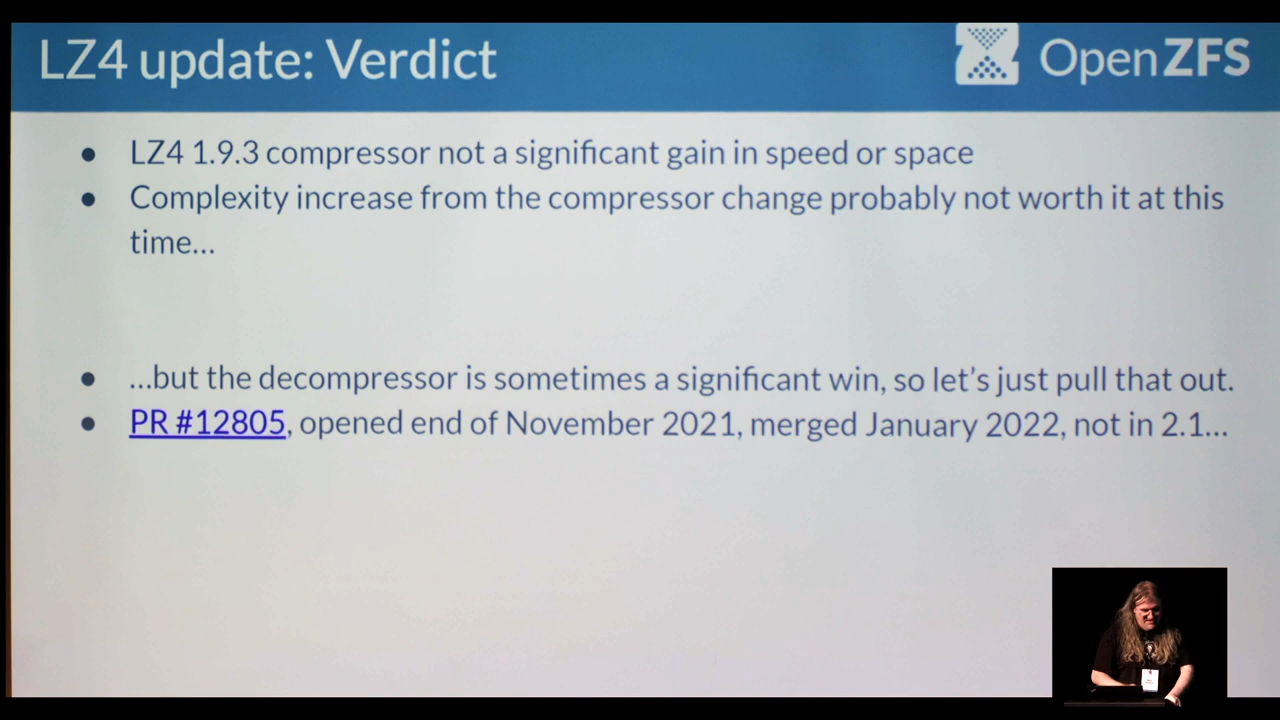 LZ4 update: Verdict
OpenZFS
● LZ4 1.9.3 compressor not a significant gain in speed or space
● Complexity increase from the compressor change probably not worth it at this
time…
● …but the decompressor is sometimes a significant win, so let's just pull that out.
● PR #12805, opened end of November 2021, merged January 2022, not in 2.1…